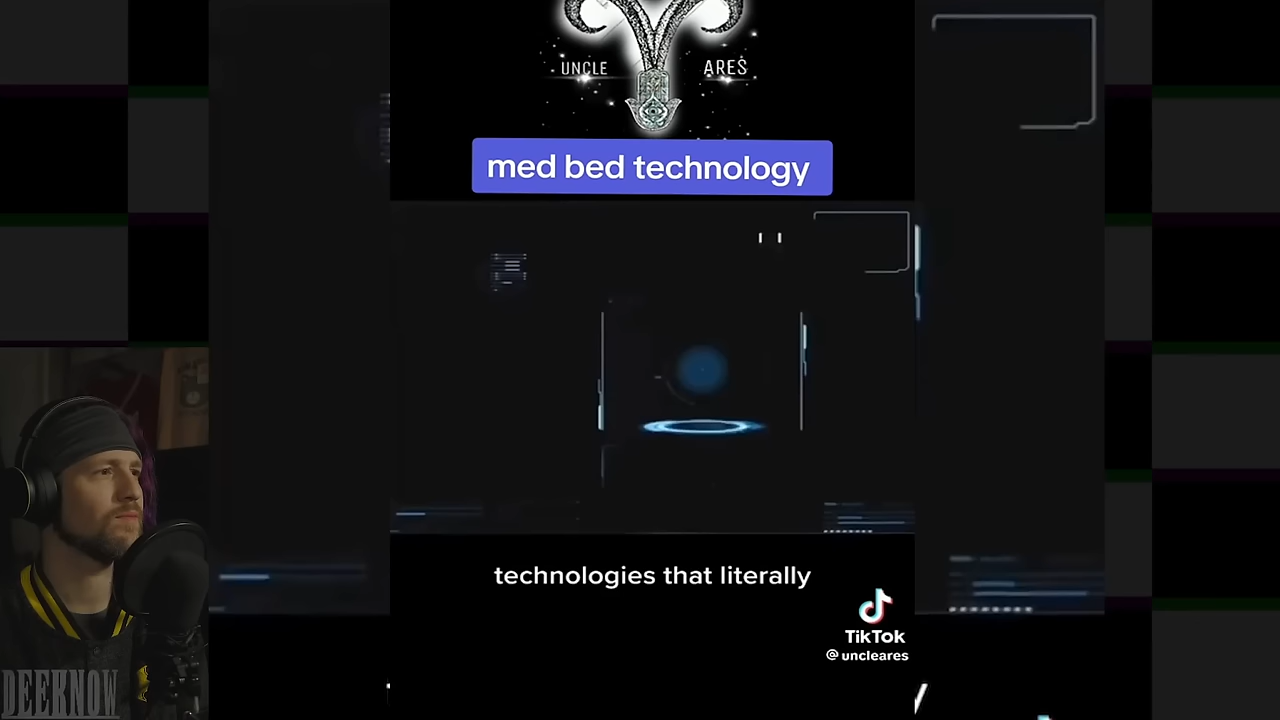 UNCLE ARES
med bed technology
technologies that literally
TikTok
@uncleares
DEEKNOW